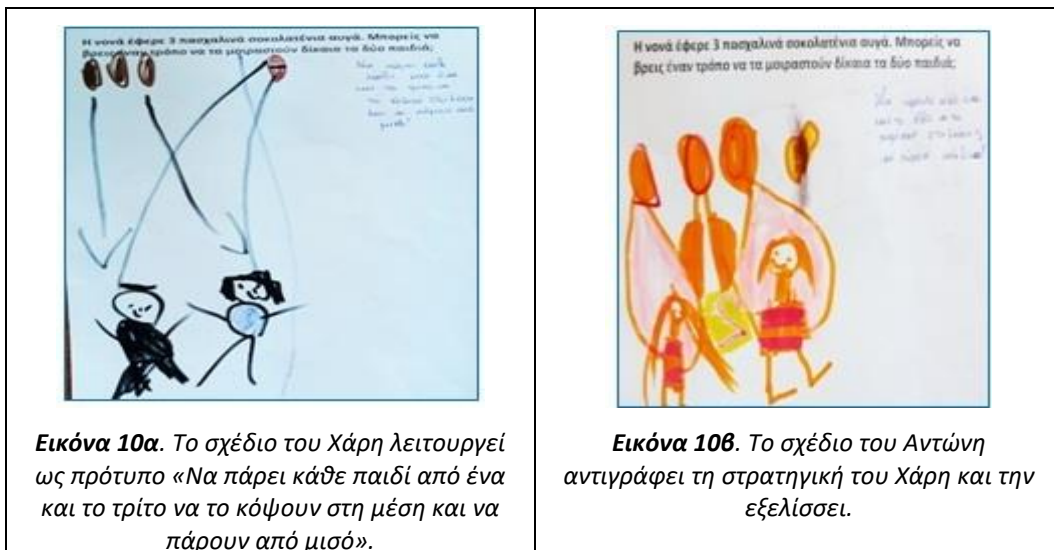 Η νονά έφερε 3 πασχαλινά σοκολατένια αυγά. Μπορείς να
βρεις έναν τρόπο να τα μοιραστούν δίκαια τα δύο παιδιά;
Εικόνα 10α. Το σχέδιο του Χάρη λειτουργεί
ως πρότυπο «Να πάρει κάθε παιδί από ένα
και το τρίτο να το κόψουν στη μέση και να
πάρουν από μισό».
Η νονά έφερε 3 πασχαλινά σοκολατένια αυγά. Μπορείς να
βρεις έναν τρόπο να τα μοιραστούν δίκαια τα δύο παιδιά;
Εικόνα 10β. Το σχέδιο του Αντώνη
αντιγράφει τη στρατηγική του Χάρη και την
εξελίσσει.